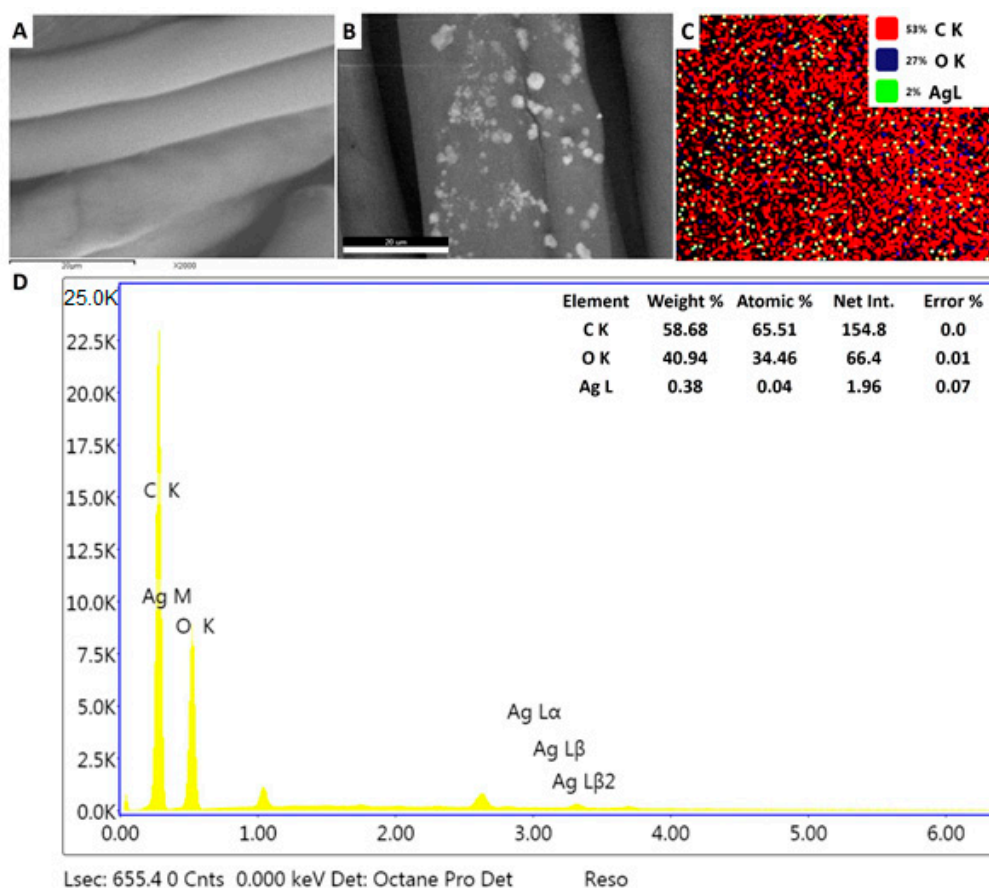 A
20µm
X2000
B
20 um
C
53% C K
27% O K
2% AgL
D
Element Weight % Atomic % Net Int. Error %
C K 58.68 65.51 154.8 0.0
O K 40.94 34.46 66.4 0.01
Ag L 0.38 0.04 1.96 0.07
25.0K
22.5K
20.0K
17.5K
15.0K
12.5K
10.0K
7.5K
5.0K
2.5K
0.0K
C K
Ag M
O K
Ag Lα
Ag Lβ
Ag Lβ2
0.00 1.00 2.00 3.00 4.00 5.00 6.00
Lsec: 655.4 0 Cnts 0.000 keV Det: Octane Pro Det Reso